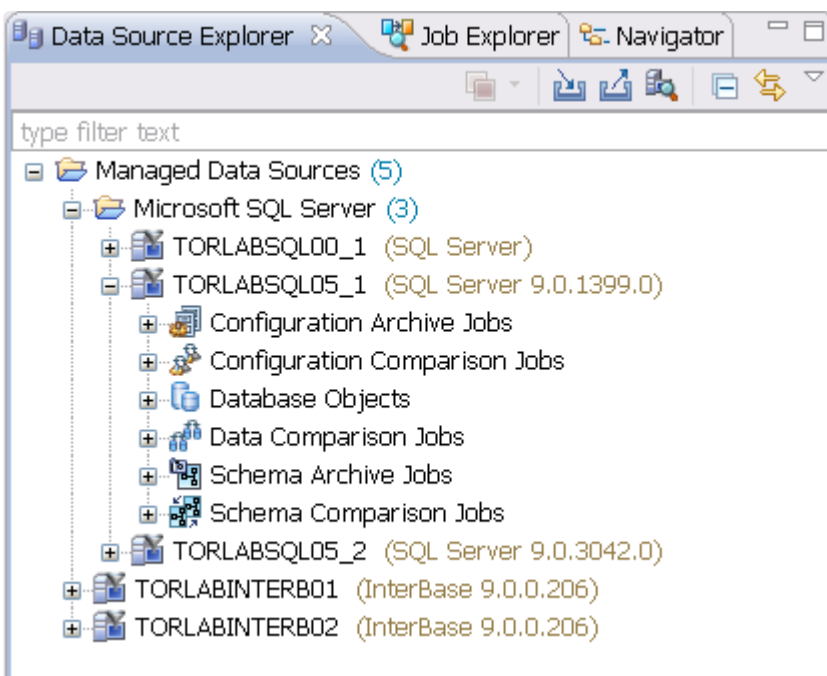 Data Source Explorer Job Explorer Navigator
type filter text
Managed Data Sources (5)
Microsoft SQL Server (3)
TORLABSQL00_1 (SQL Server)
TORLABSQL05_1 (SQL Server 9.0.1399.0)
Configuration Archive Jobs
Configuration Comparison Jobs
Database Objects
Data Comparison Jobs
Schema Archive Jobs
Schema Comparison Jobs
TORLABSQL05_2 (SQL Server 9.0.3042.0)
TORLABINTERB01 (InterBase 9.0.0.206)
TORLABINTERB02 (InterBase 9.0.0.206)